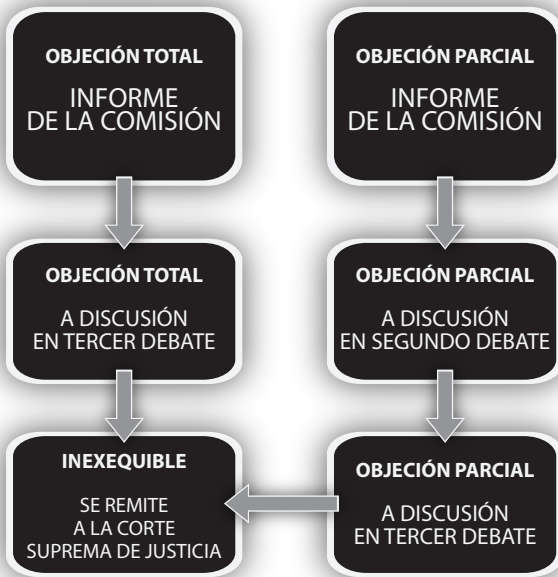 OBJECIÓN TOTAL
INFORME
DE LA COMISIÓN
OBJECIÓN PARCIAL
INFORME
DE LA COMISIÓN
OBJECIÓN TOTAL
A DISCUSIÓN
EN TERCER DEBATE
OBJECIÓN PARCIAL
A DISCUSIÓN
EN SEGUNDO DEBATE
INEXEQUIBLE
SE REMITE
A LA CORTE
SUPREMA DE JUSTICIA
OBJECIÓN PARCIAL
A DISCUSIÓN
EN TERCER DEBATE